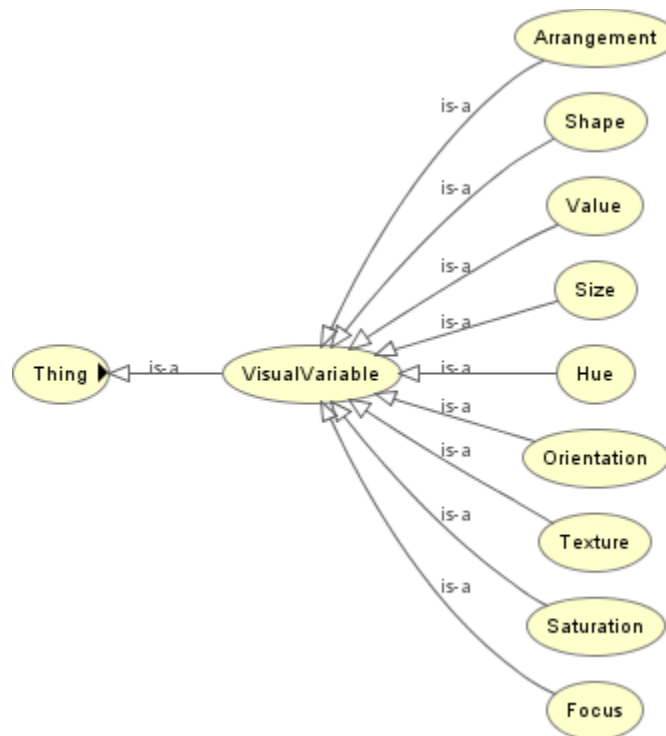 Arrangement
is-a
Shape
is-a
Value
is-a
Size
is-a
Thing
is-a
VisualVariable
is-a
Hue
is-a
Orientation
is-a
Texture
is-a
Saturation
is-a
Focus